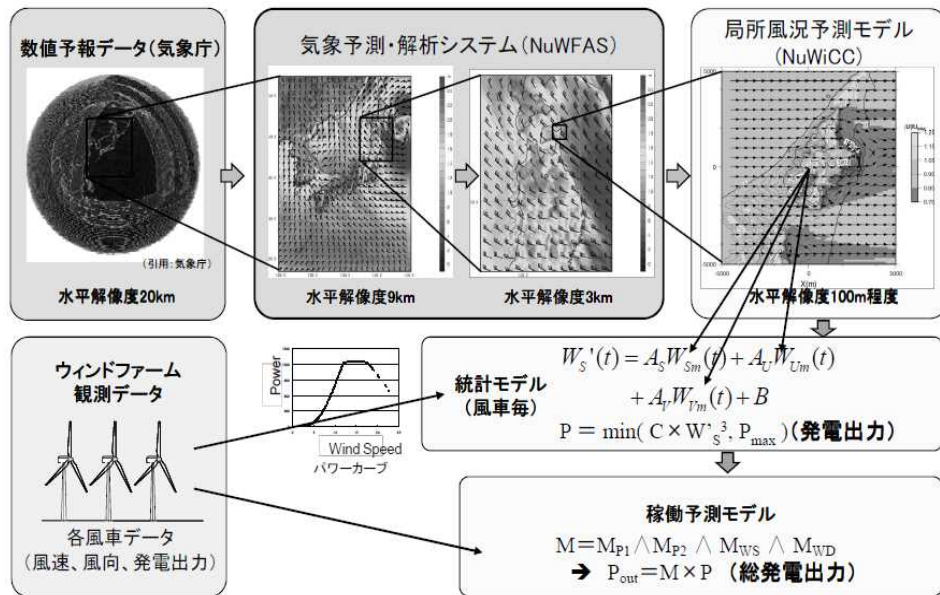 数値予報データ(気象庁)
(引用:気象庁)
水平解像度20km
気象予測・解析システム(NuWFAS)
水平解像度9km
水平解像度3km
局所風況予測モデル
(NuWiCC)
5000
0
-5000
-5000
0
5000
X(m)
水平解像度100m程度
ウィンドファーム
観測データ
各風車データ
(風速、風向、発電出力)
Power
Wind Speed
パワーカーブ
統計モデル
(風車毎)
W_S'(t) = A_S W_Sm(t) + A_U W_Um(t)
+ A_V W_Vm(t) + B
P = min( C × W'_S^3, P_max ) (発電出力)
稼働予測モデル
M=M_P1 ∧ M_P2 ∧ M_WS ∧ M_WD
➔ P_out=M×P (総発電出力)